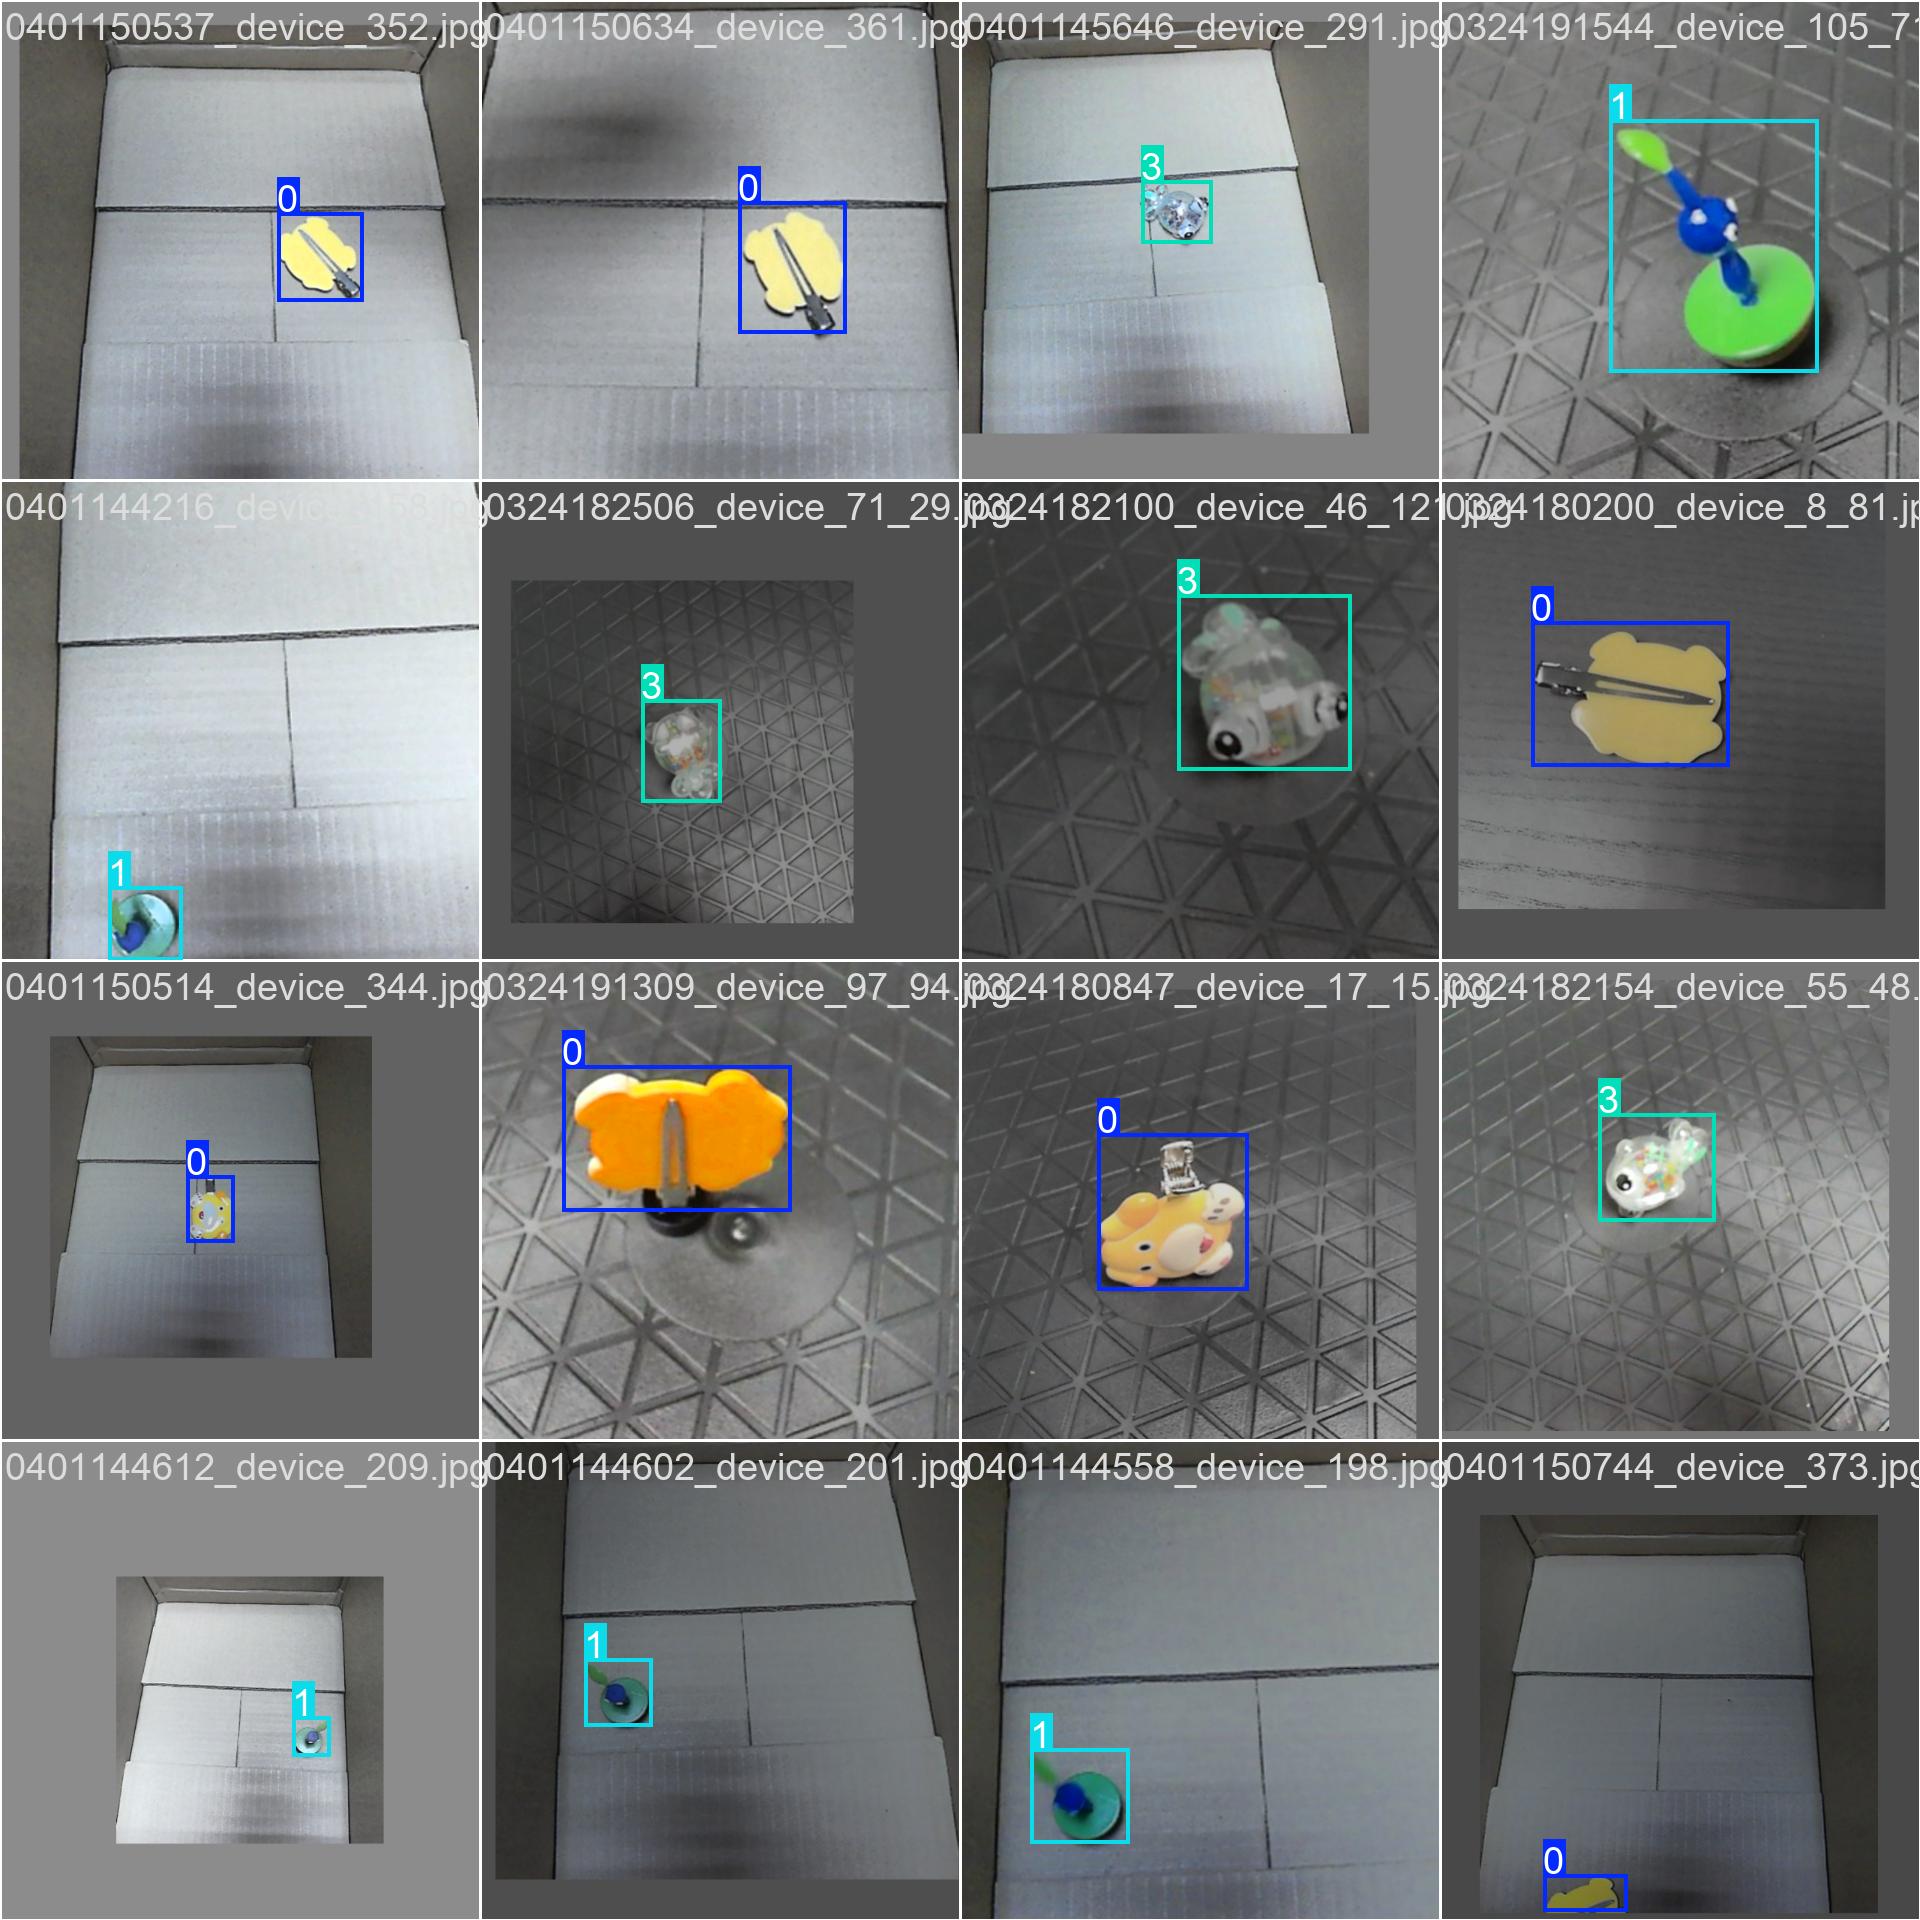 0401150537_device_352.jpg
0401150634_device_361.jpg
0401145646_device_291.jpg
0324191544_device_105_7
0
0
3
1
0401144216_device_158.jpg
0324182506_device_71_29.jpg
0324182100_device_46_121.jpg
0324180200_device_8_81.jp
1
3
3
0
0401150514_device_344.jpg
0324191309_device_97_94.jpg
0324180847_device_17_15.jpg
0324182154_device_55_48.
0
0
0
3
0401144612_device_209.jpg
0401144602_device_201.jpg
0401144558_device_198.jpg
0401150744_device_373.jpg
1
1
1
0